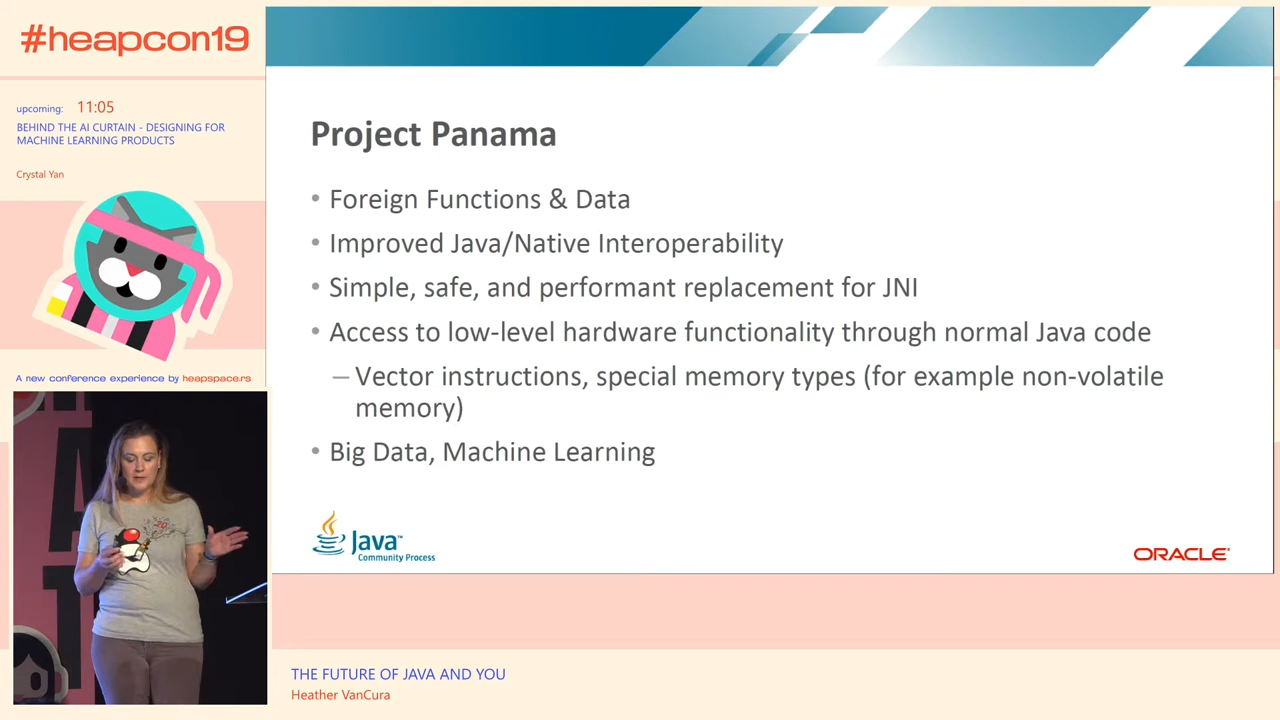 #heapcon19
upcoming: 11:05
BEHIND THE AI CURTAIN - DESIGNING FOR
MACHINE LEARNING PRODUCTS
Crystal Yan
A new conference experience by heapspace.rs
Project Panama
• Foreign Functions & Data
• Improved Java/Native Interoperability
• Simple, safe, and performant replacement for JNI
• Access to low-level hardware functionality through normal Java code
– Vector instructions, special memory types (for example non-volatile
memory)
• Big Data, Machine Learning
Java™
Community Process
ORACLE®
THE FUTURE OF JAVA AND YOU
Heather VanCura